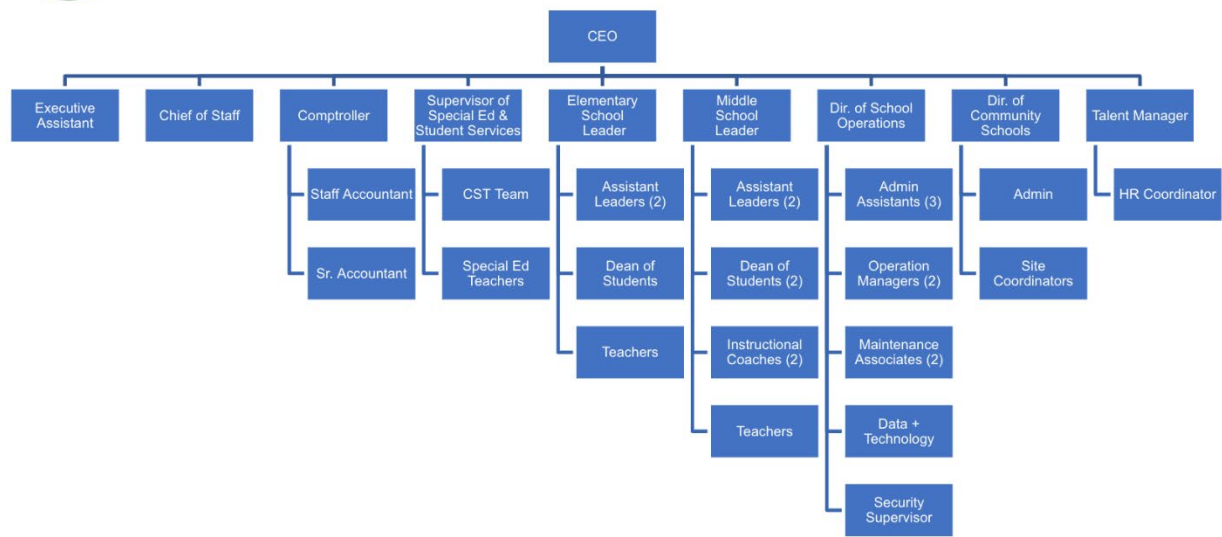 CEO
Executive
Assistant
Chief of Staff
Comptroller
Supervisor of
Special Ed &
Student Services
Elementary
School
Leader
Middle
School
Leader
Dir. of School
Operations
Dir. of
Community
Schools
Talent Manager
Staff Accountant
CST Team
Assistant
Leaders (2)
Assistant
Leaders (2)
Admin
Assistants (3)
Admin
HR Coordinator
Sr. Accountant
Special Ed
Teachers
Dean of
Students
Dean of
Students (2)
Operation
Managers (2)
Site
Coordinators
Teachers
Instructional
Coaches (2)
Maintenance
Associates (2)
Teachers
Data +
Technology
Security
Supervisor